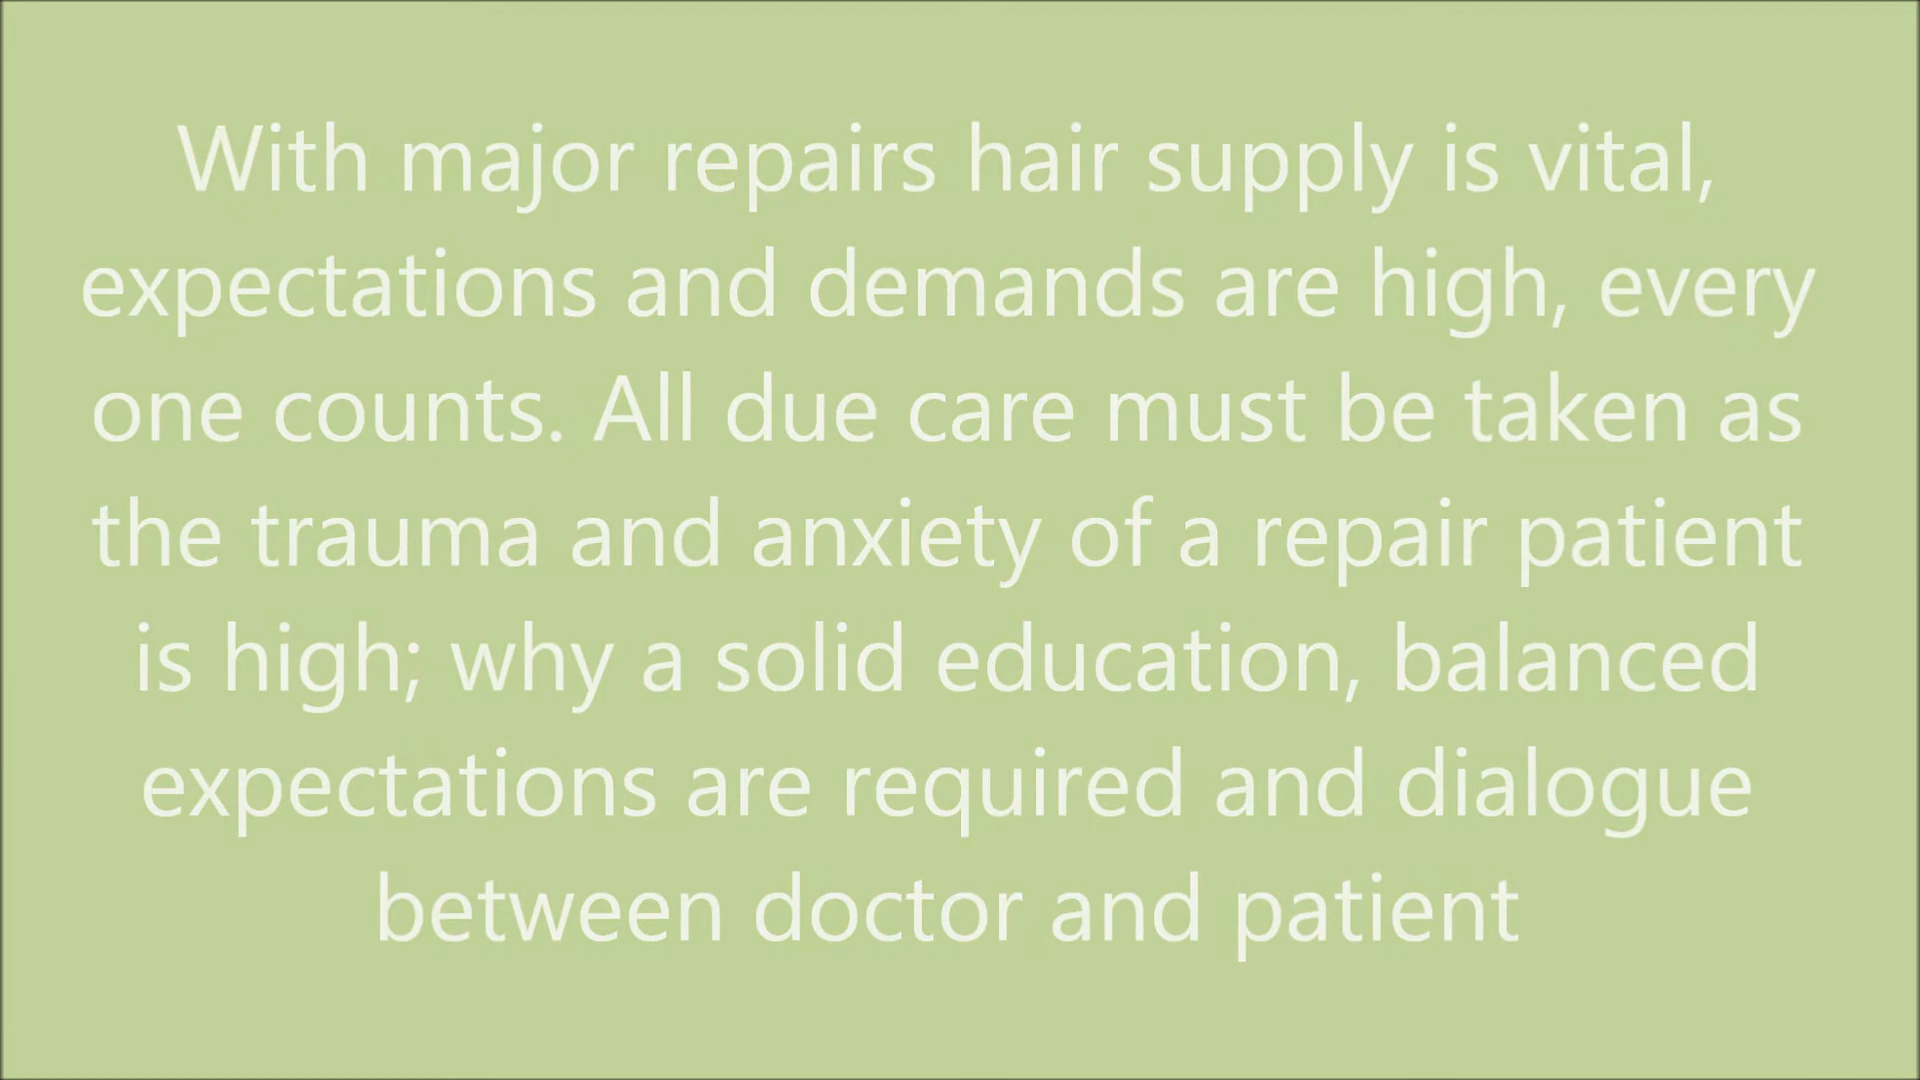 With major repairs hair supply is vital,
expectations and demands are high, every
one counts. All due care must be taken as
the trauma and anxiety of a repair patient
is high; why a solid education, balanced
expectations are required and dialogue
between doctor and patient